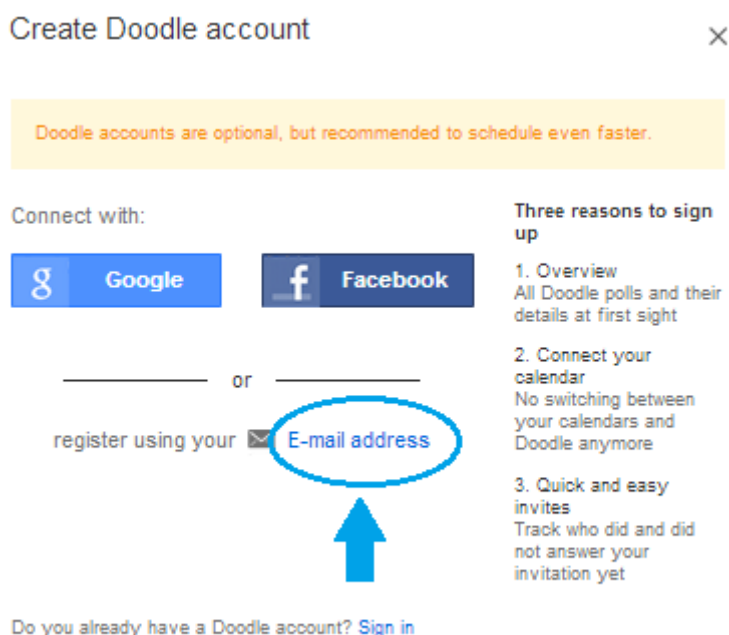 Create Doodle account
Doodle accounts are optional, but recommended to schedule even faster.
Connect with:
g Google
f Facebook
or
register using your E-mail address
Three reasons to sign
up
1. Overview
All Doodle polls and their
details at first sight
2. Connect your
calendar
No switching between
your calendars and
Doodle anymore
3. Quick and easy
invites
Track who did and did
not answer your
invitation yet
Do you already have a Doodle account? Sign in